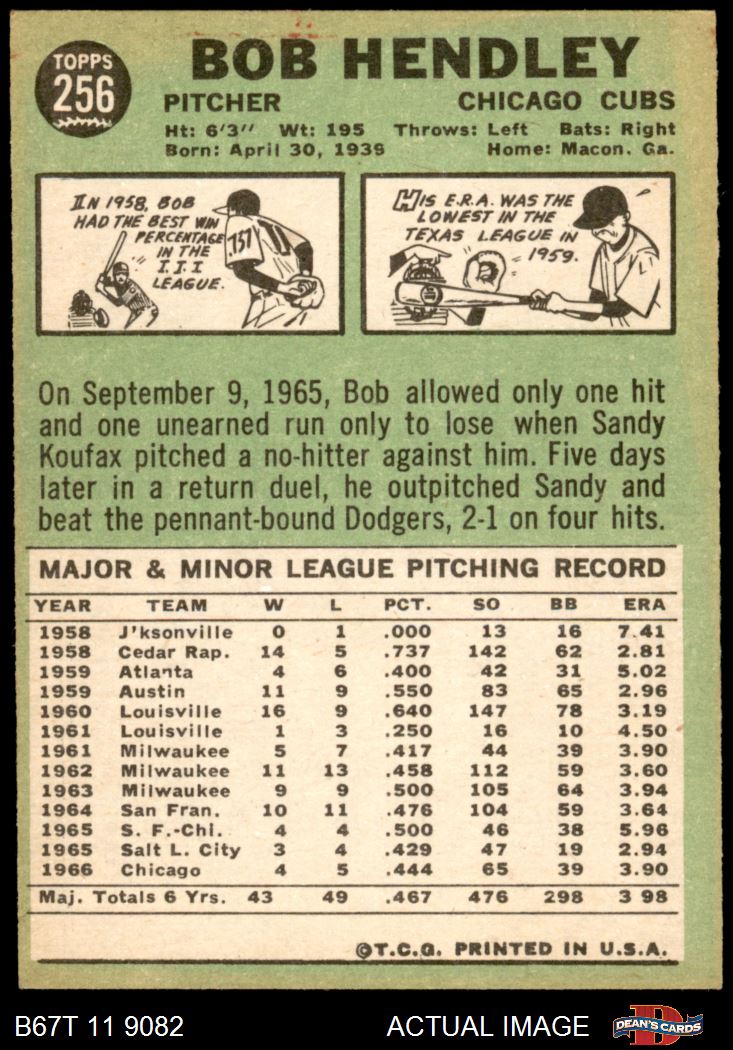 TOPPS
256
BOB HENDLEY
PITCHER CHICAGO CUBS
Ht: 6'3" Wt: 195 Throws: Left Bats: Right
Born: April 30, 1939 Home: Macon. Ga.
IN 1958, BOB
HAD THE BEST WIN
PERCENTAGE
IN THE
I. I. I
LEAGUE.
.737
HIS E.R.A. WAS THE
LOWEST IN THE
TEXAS LEAGUE IN
1959.
On September 9, 1965, Bob allowed only one hit
and one unearned run only to lose when Sandy
Koufax pitched a no-hitter against him. Five days
later in a return duel, he outpitched Sandy and
beat the pennant-bound Dodgers, 2-1 on four hits.
MAJOR & MINOR LEAGUE PITCHING RECORD
YEAR TEAM W L PCT. SO BB ERA
1958 J'ksonville 0 1 .000 13 16 7.41
1958 Cedar Rap. 14 5 .737 142 62 2.81
1959 Atlanta 4 6 .400 42 31 5.02
1959 Austin 11 9 .550 83 65 2.96
1960 Louisville 16 9 .640 147 78 3.19
1961 Louisville 1 3 .250 16 10 4.50
1961 Milwaukee 5 7 .417 44 39 3.90
1962 Milwaukee 11 13 .458 112 59 3.60
1963 Milwaukee 9 9 .500 105 64 3.94
1964 San Fran. 10 11 .476 104 59 3.64
1965 S. F.-Chi. 4 4 .500 46 38 5.96
1965 Salt L. City 3 4 .429 47 19 2.94
1966 Chicago 4 5 .444 65 39 3.90
Maj. Totals 6 Yrs. 43 49 .467 476 298 3 98
©T.C.G. PRINTED IN U.S.A.
B67T 11 9082 ACTUAL IMAGE DEAN'S CARDS